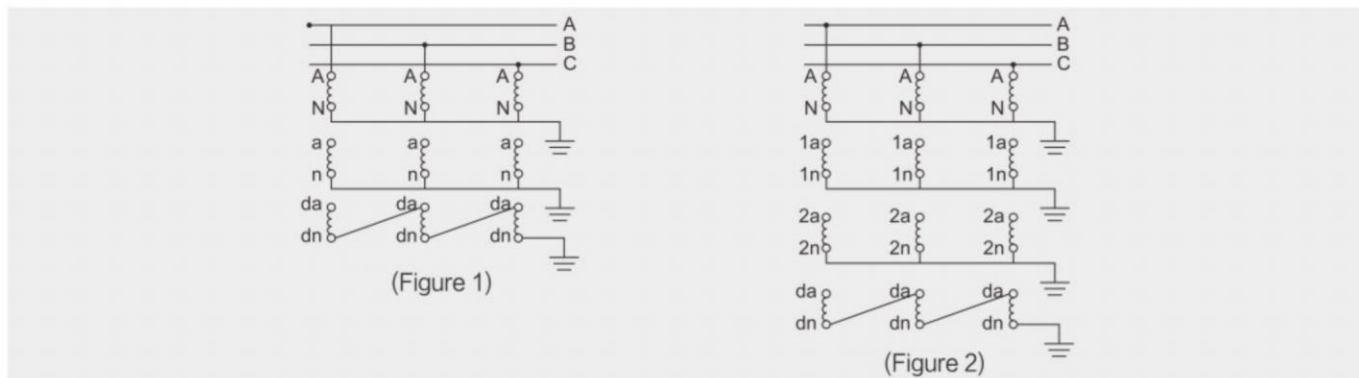 A
B
C
A A A
N N N
a a a
n n n
da da da
dn dn dn
(Figure 1)
A
B
C
A A A
N N N
1a 1a 1a
1n 1n 1n
2a 2a 2a
2n 2n 2n
da da da
dn dn dn
(Figure 2)